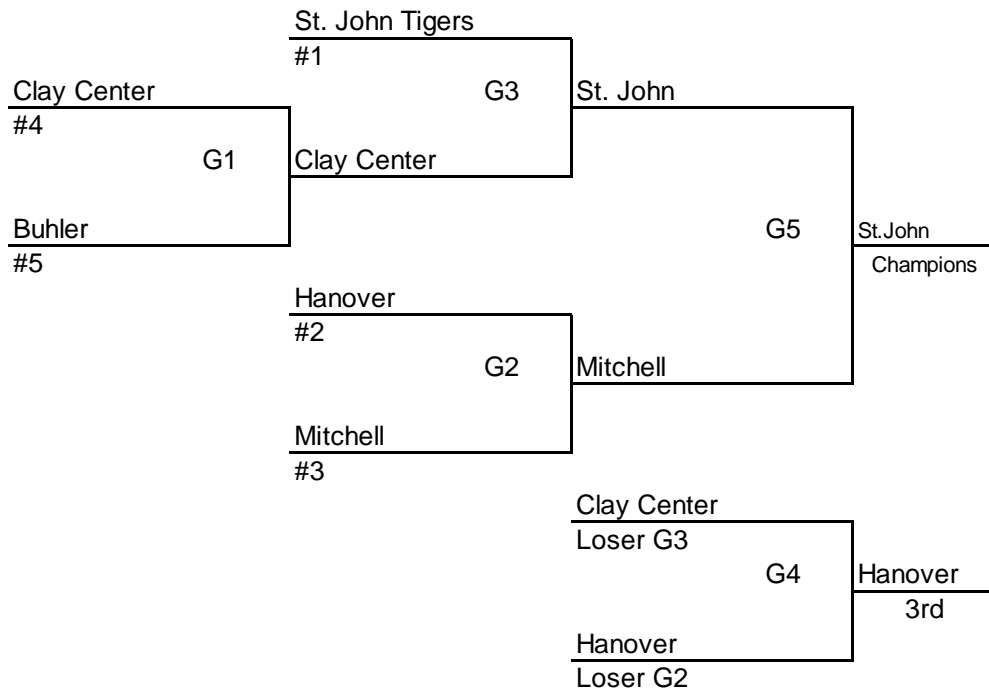 St. John Tigers
#1
Clay Center
G3
St. John
#4
G1
Clay Center
Buhler
G5
St.John
#5
Champions
Hanover
#2
G2
Mitchell
Mitchell
#3
Clay Center
Loser G3
G4
Hanover
3rd
Hanover
Loser G2